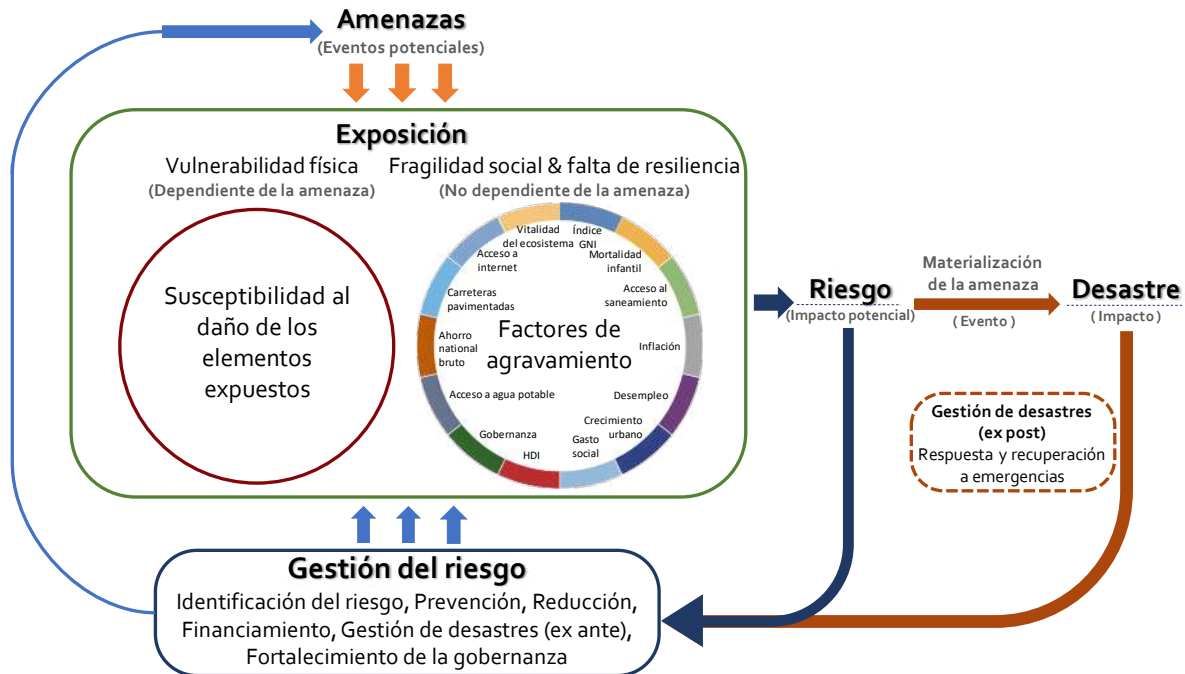 Amenazas
(Eventos potenciales)
Exposición
Vulnerabilidad física
(Dependiente de la amenaza)
Fragilidad social & falta de resiliencia
(No dependiente de la amenaza)
Susceptibilidad al
daño de los
elementos
expuestos
Factores de
agravamiento
Índice
GNI
Mortalidad
infantil
Acceso al
saneamiento
Inflación
Desempleo
Crecimiento
urbano
Gasto
social
HDI
Gobernanza
Acceso a agua potable
Ahorro
national
bruto
Carreteras
pavimentadas
Acceso a
internet
Vitalidad
del ecosistema
Riesgo
(Impacto potencial)
Materialización
de la amenaza
( Evento )
Desastre
( Impacto )
Gestión de desastres
(ex post)
Respuesta y recuperación
a emergencias
Gestión del riesgo
Identificación del riesgo, Prevención, Reducción,
Financiamiento, Gestión de desastres (ex ante),
Fortalecimiento de la gobernanza